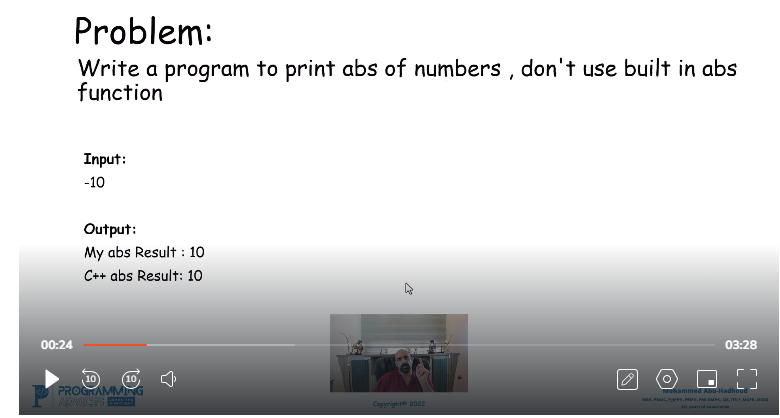 Problem:
Write a program to print abs of numbers , don't use built in abs
function
Input:
-10
Output:
My abs Result : 10
C++ abs Result: 10
00:24
03:28
10
10
PROGRAMMING
Mohammed Abu-Hadhoud
Copyright© 2022